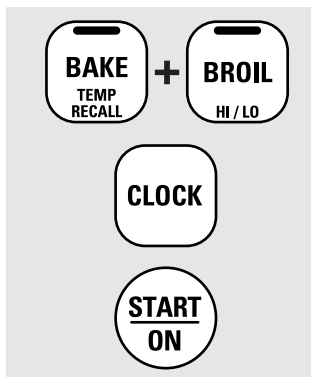 BAKE + BROIL
TEMP
RECALL
HI / LO
CLOCK
START
ON